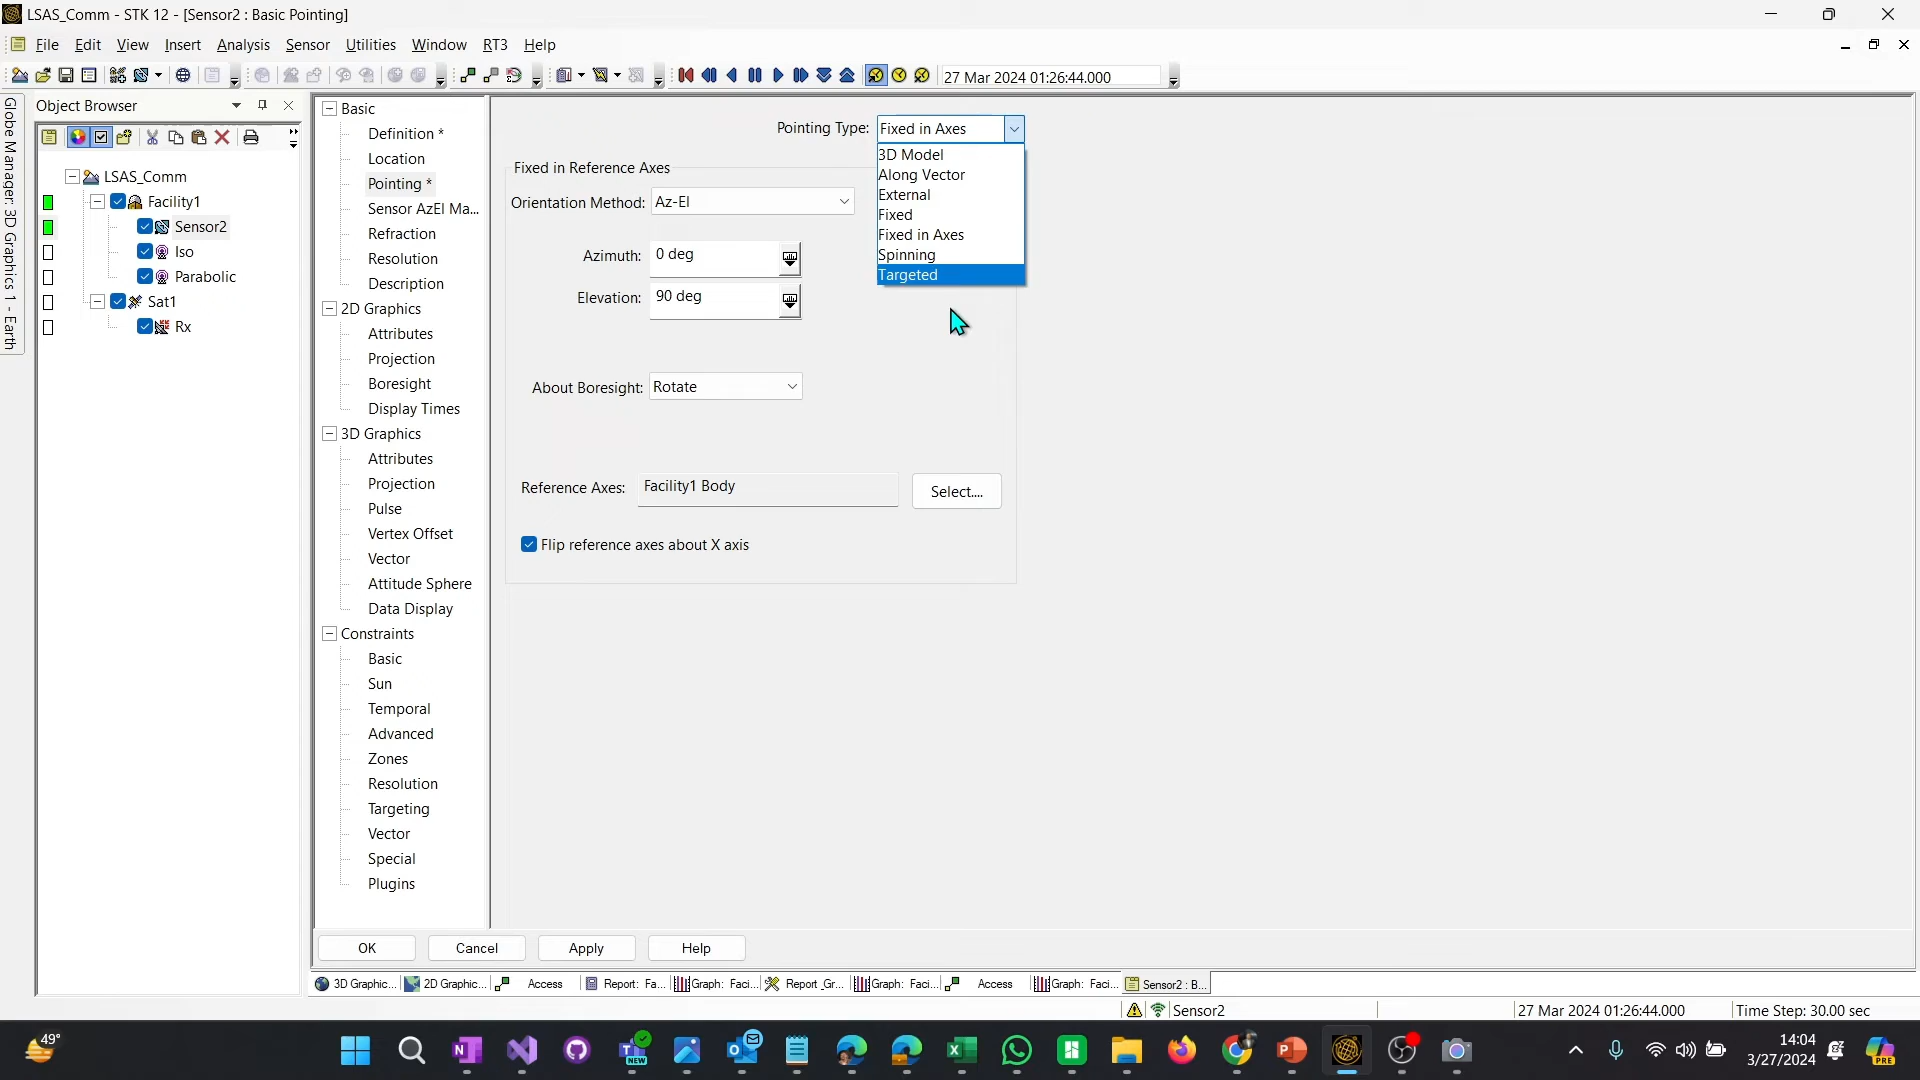 LSAS_Comm - STK 12 - [Sensor2 : Basic Pointing]
File Edit View Insert Analysis Sensor Utilities Window RT3 Help
27 Mar 2024 01:26:44.000
Globe Manager: 3D Graphics 1 - Earth
Object Browser
LSAS_Comm
Facility1
Sensor2
Iso
Parabolic
Sat1
Rx
Basic
Definition *
Location
Pointing *
Sensor AzEl Ma...
Refraction
Resolution
Description
2D Graphics
Attributes
Projection
Boresight
Display Times
3D Graphics
Attributes
Projection
Pulse
Vertex Offset
Vector
Attitude Sphere
Data Display
Constraints
Basic
Sun
Temporal
Advanced
Zones
Resolution
Targeting
Vector
Special
Plugins
Pointing Type: Fixed in Axes
3D Model
Along Vector
External
Fixed
Fixed in Axes
Spinning
Targeted
Fixed in Reference Axes
Orientation Method: Az-El
Azimuth: 0 deg
Elevation: 90 deg
About Boresight: Rotate
Reference Axes: Facility1 Body Select....
Flip reference axes about X axis
OK Cancel Apply Help
3D Graphic... 2D Graphic... Access Report: Fa... Graph: Faci... Report_Gr... Graph: Faci... Access Graph: Faci... Sensor2 : B...
Sensor2 27 Mar 2024 01:26:44.000 Time Step: 30.00 sec
49°
NEW
14:04
3/27/2024
PRE